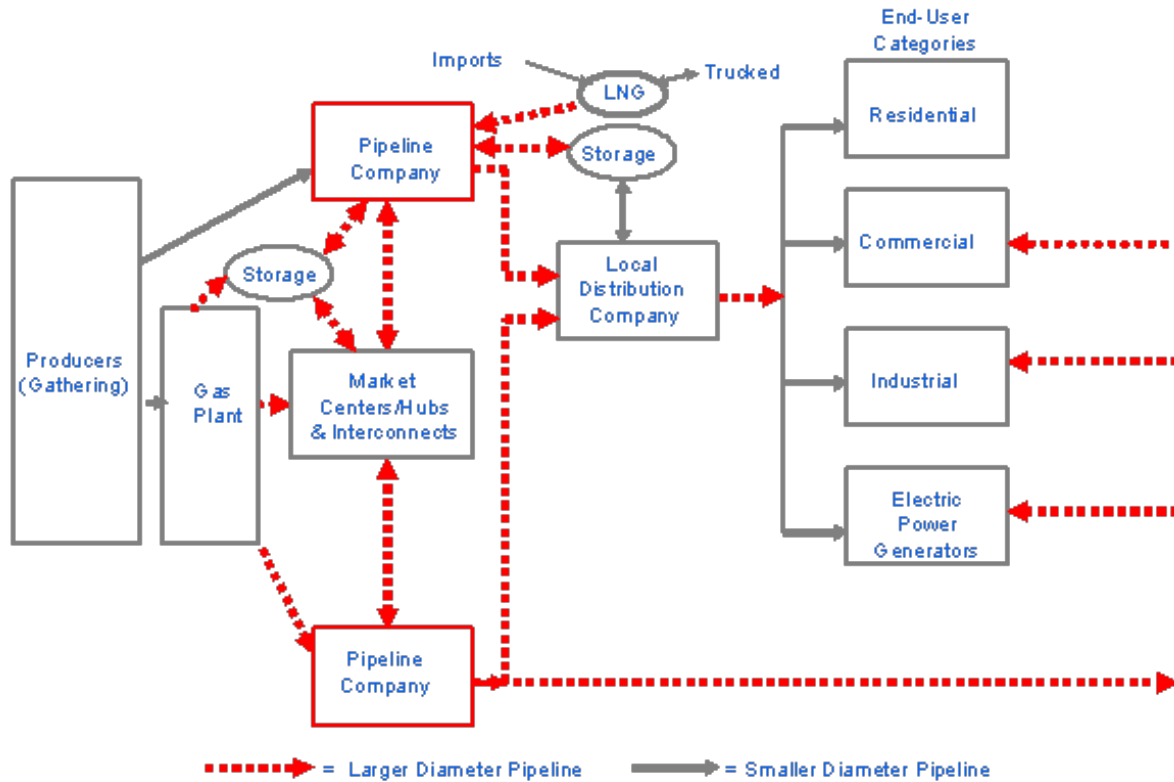 End-User
Categories
Imports
Trucked
LNG
Residential
Pipeline
Company
Storage
Commercial
Storage
Local
Distribution
Company
Producers
(Gathering)
Gas
Plant
Market
Centers/Hubs
& Interconnects
Industrial
Electric
Power
Generators
Pipeline
Company
= Larger Diameter Pipeline
= Smaller Diameter Pipeline